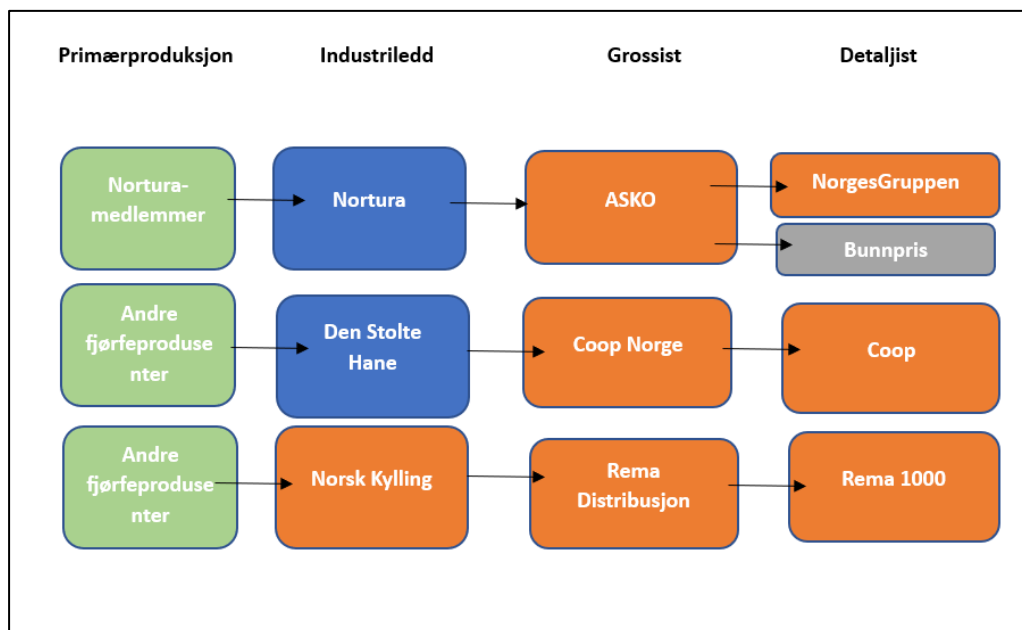 Primærproduksjon
Industriledd
Grossist
Detaljist
Nortura-
medlemmer
Nortura
ASKO
NorgesGruppen
Bunnpris
Andre
fjørfeproduse
nter
Den Stolte
Hane
Coop Norge
Coop
Andre
fjørfeproduse
nter
Norsk Kylling
Rema
Distribusjon
Rema 1000